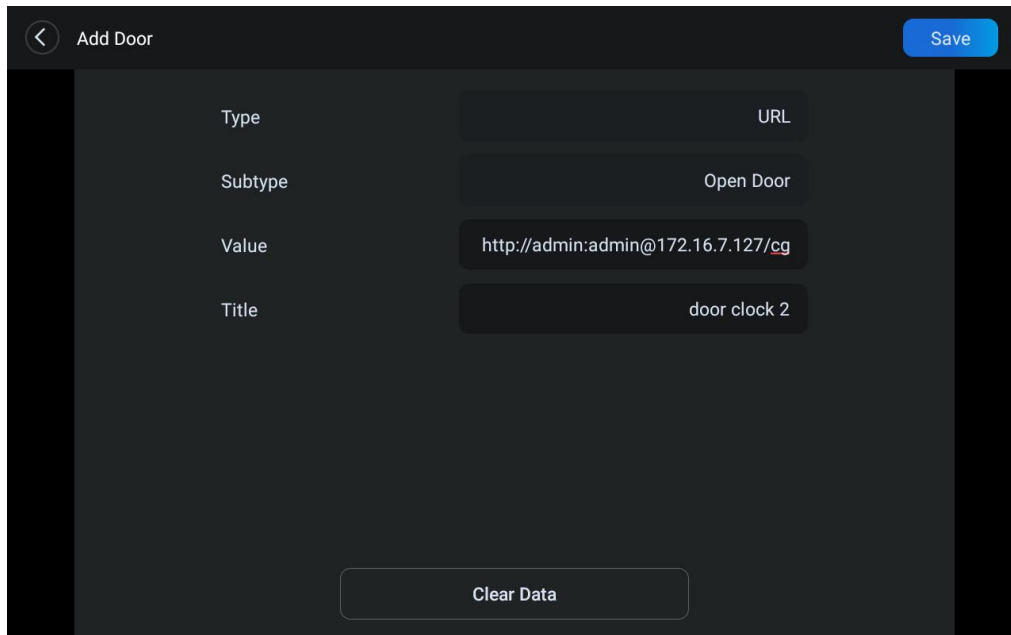 Add Door
Save
Type
URL
Subtype
Open Door
Value
http://admin:admin@172.16.7.127/cg
Title
door clock 2
Clear Data